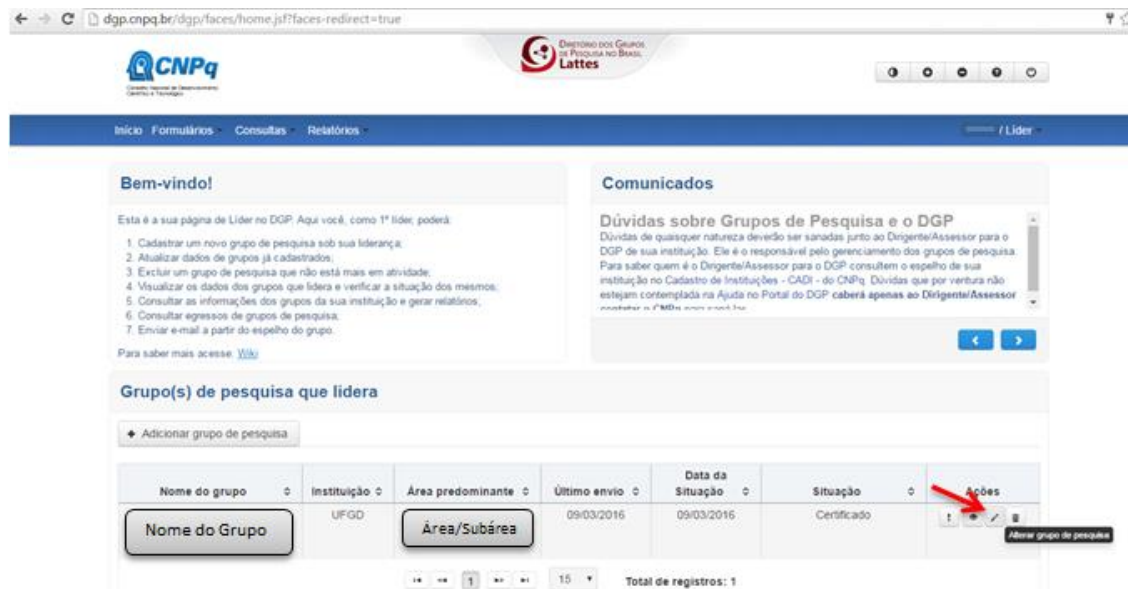 dgp.cnpq.br/dgp/faces/home.jsf?faces-redirect=true
CNPq
Conselho Nacional de Desenvolvimento
Científico e Tecnológico
Diretório dos Grupos
de Pesquisa no Brasil
Lattes
Início Formulários Consultas Relatórios
/ Líder
Bem-vindo!
Esta é a sua página de Líder no DGP. Aqui você, como 1º líder, poderá:
1. Cadastrar um novo grupo de pesquisa sob sua liderança;
2. Atualizar dados de grupos já cadastrados;
3. Excluir um grupo de pesquisa que não está mais em atividade;
4. Visualizar os dados dos grupos que lidera e verificar a situação dos mesmos;
5. Consultar as informações dos grupos da sua instituição e gerar relatórios;
6. Consultar egressos de grupos de pesquisa;
7. Enviar e-mail a partir do espelho do grupo.
Para saber mais acesse: Wiki
Comunicados
Dúvidas sobre Grupos de Pesquisa e o DGP
Dúvidas de quaisquer natureza deverão ser sanadas junto ao Dirigente/Assessor para o
DGP de sua instituição. Ele é o responsável pelo gerenciamento dos grupos de pesquisa.
Para saber quem é o Dirigente/Assessor para o DGP consultem o espelho de sua
instituição no Cadastro de Instituições - CADI - do CNPq. Dúvidas que por ventura não
estejam contemplada na Ajuda no Portal do DGP caberá apenas ao Dirigente/Assessor
contatar o CNPq para saná-las
Grupo(s) de pesquisa que lidera
Adicionar grupo de pesquisa
Nome do grupo Instituição Área predominante Último envio Data da Situação Situação Ações
Nome do Grupo UFGD Área/Subárea 09/03/2016 09/03/2016 Certificado
Alterar grupo de pesquisa
1 15 Total de registros: 1